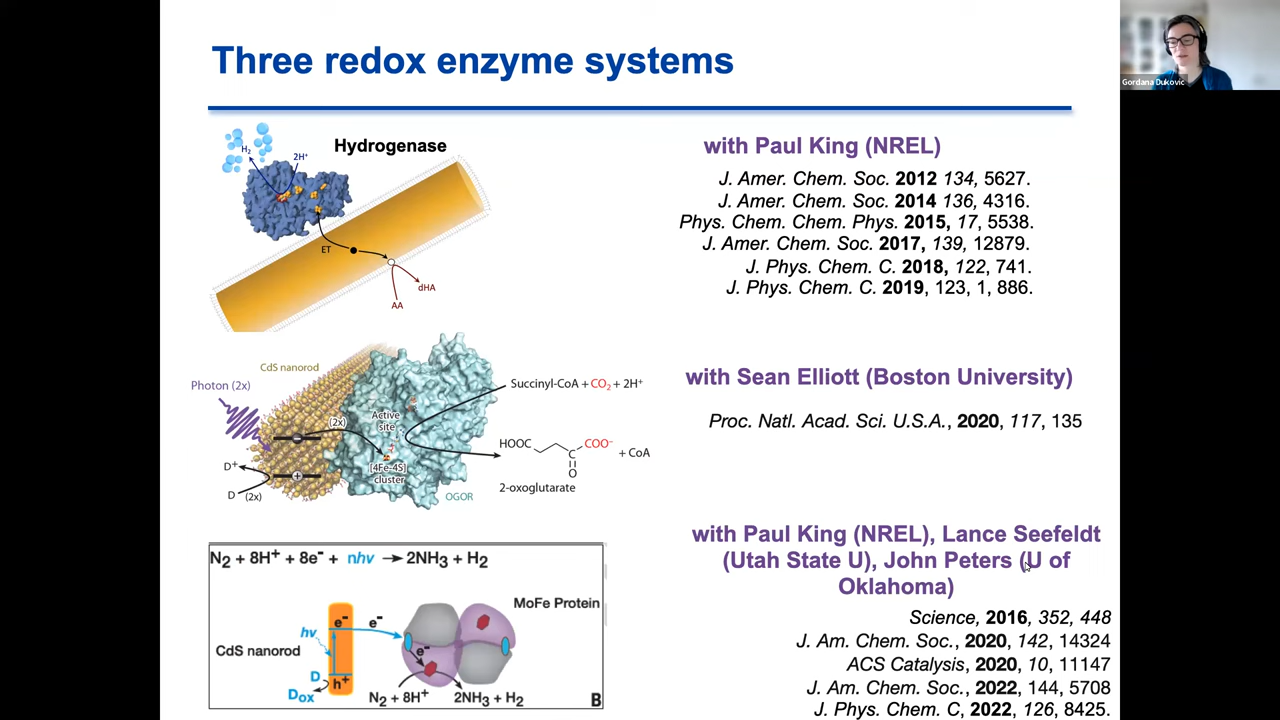 Three redox enzyme systems
Gordana Dukovic
Hydrogenase
H₂
2H⁺
ET
dHA
AA
with Paul King (NREL)
J. Amer. Chem. Soc. 2012 134, 5627.
J. Amer. Chem. Soc. 2014 136, 4316.
Phys. Chem. Chem. Phys. 2015, 17, 5538.
J. Amer. Chem. Soc. 2017, 139, 12879.
J. Phys. Chem. C. 2018, 122, 741.
J. Phys. Chem. C. 2019, 123, 1, 886.
CdS nanorod
Photon (2x)
(2x)
Active
site
[4Fe-4S]
cluster
OGOR
D⁺
D (2x)
Succinyl-CoA + CO₂ + 2H⁺
HOOC
C
COO⁻
+ CoA
O
2-oxoglutarate
with Sean Elliott (Boston University)
Proc. Natl. Acad. Sci. U.S.A., 2020, 117, 135
N₂ + 8H⁺ + 8e⁻ + nhν → 2NH₃ + H₂
MoFe Protein
CdS nanorod
hν
e⁻
e⁻
e⁻
D
h⁺
Dox
N₂ + 8H⁺
2NH₃ + H₂
B
with Paul King (NREL), Lance Seefeldt
(Utah State U), John Peters (U of
Oklahoma)
Science, 2016, 352, 448
J. Am. Chem. Soc., 2020, 142, 14324
ACS Catalysis, 2020, 10, 11147
J. Am. Chem. Soc., 2022, 144, 5708
J. Phys. Chem. C, 2022, 126, 8425.